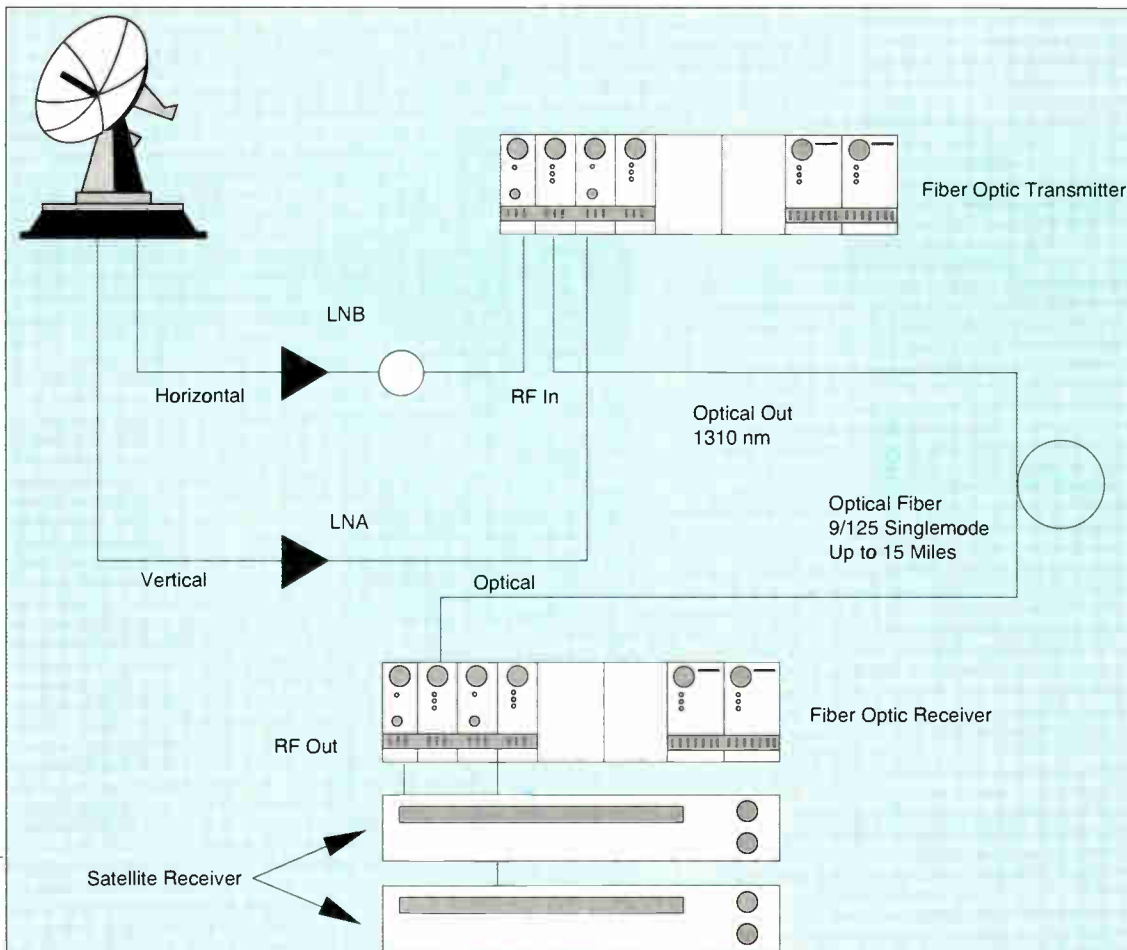 Fiber Optic Transmitter
LNB
Horizontal
RF In
Optical Out
1310 nm
Optical Fiber
9/125 Singlemode
Up to 15 Miles
LNA
Vertical
Optical
Fiber Optic Receiver
RF Out
Satellite Receiver